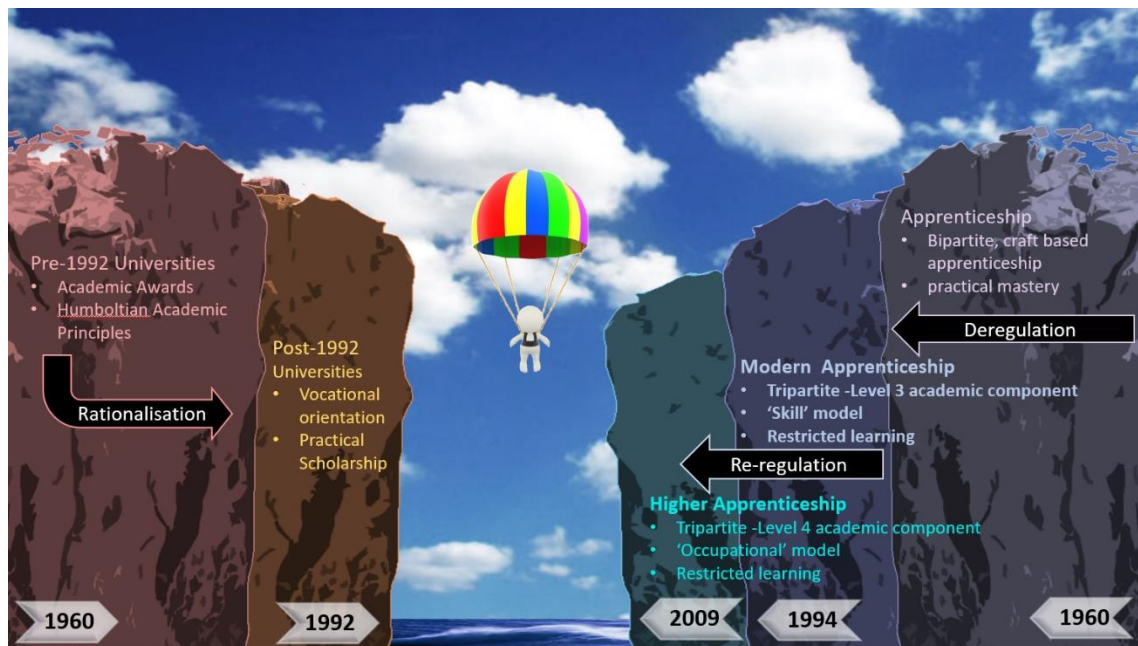 Pre-1992 Universities
• Academic Awards
• Humboltian Academic
Principles
Rationalisation
Post-1992
Universities
• Vocational
orientation
• Practical
Scholarship
Apprenticeship
• Bipartite, craft based
apprenticeship
• practical mastery
Deregulation
Modern Apprenticeship
• Tripartite -Level 3 academic component
• 'Skill' model
• Restricted learning
Re-regulation
Higher Apprenticeship
• Tripartite -Level 4 academic component
• 'Occupational' model
• Restricted learning
1960
1992
2009
1994
1960